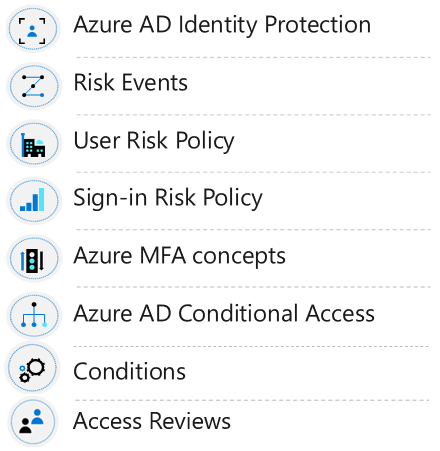 Azure AD Identity Protection
Risk Events
User Risk Policy
Sign-in Risk Policy
Azure MFA concepts
Azure AD Conditional Access
Conditions
Access Reviews